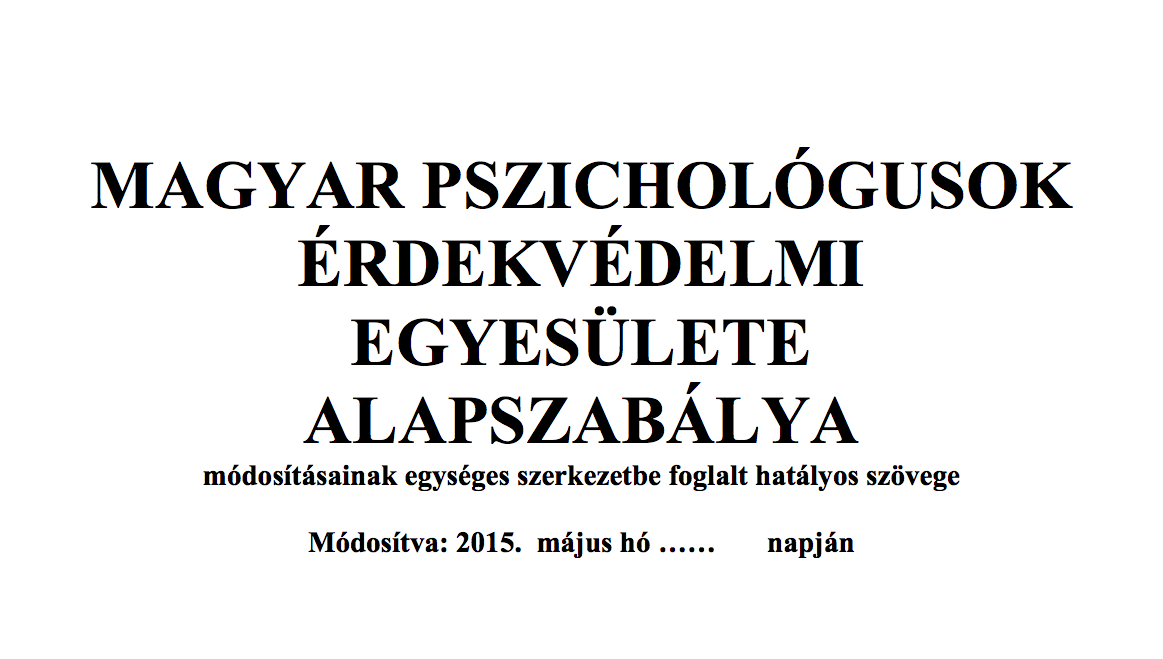 MAGYAR PSZICHOLÓGUSOK
ÉRDEKVÉDELMI
EGYESÜLETE
ALAPSZABÁLYA
módosításainak egységes szerkezetbe foglalt hatályos szövege
Módosítva: 2015.  május hó ……       napján